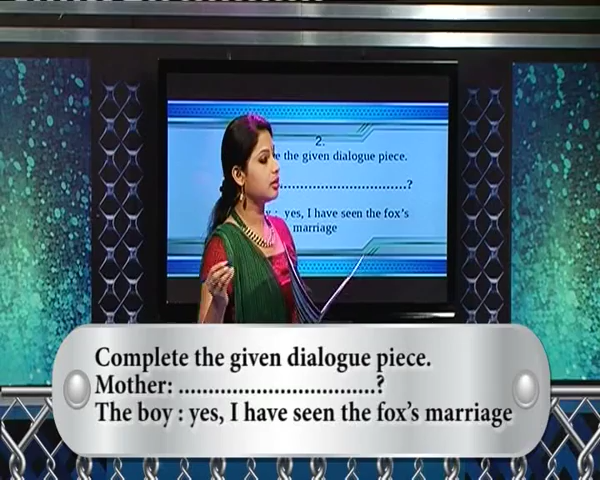 2.
e the given dialogue piece.
.................................?
y : yes, I have seen the fox's
marriage
Complete the given dialogue piece.
Mother: .................................?
The boy : yes, I have seen the fox's marriage